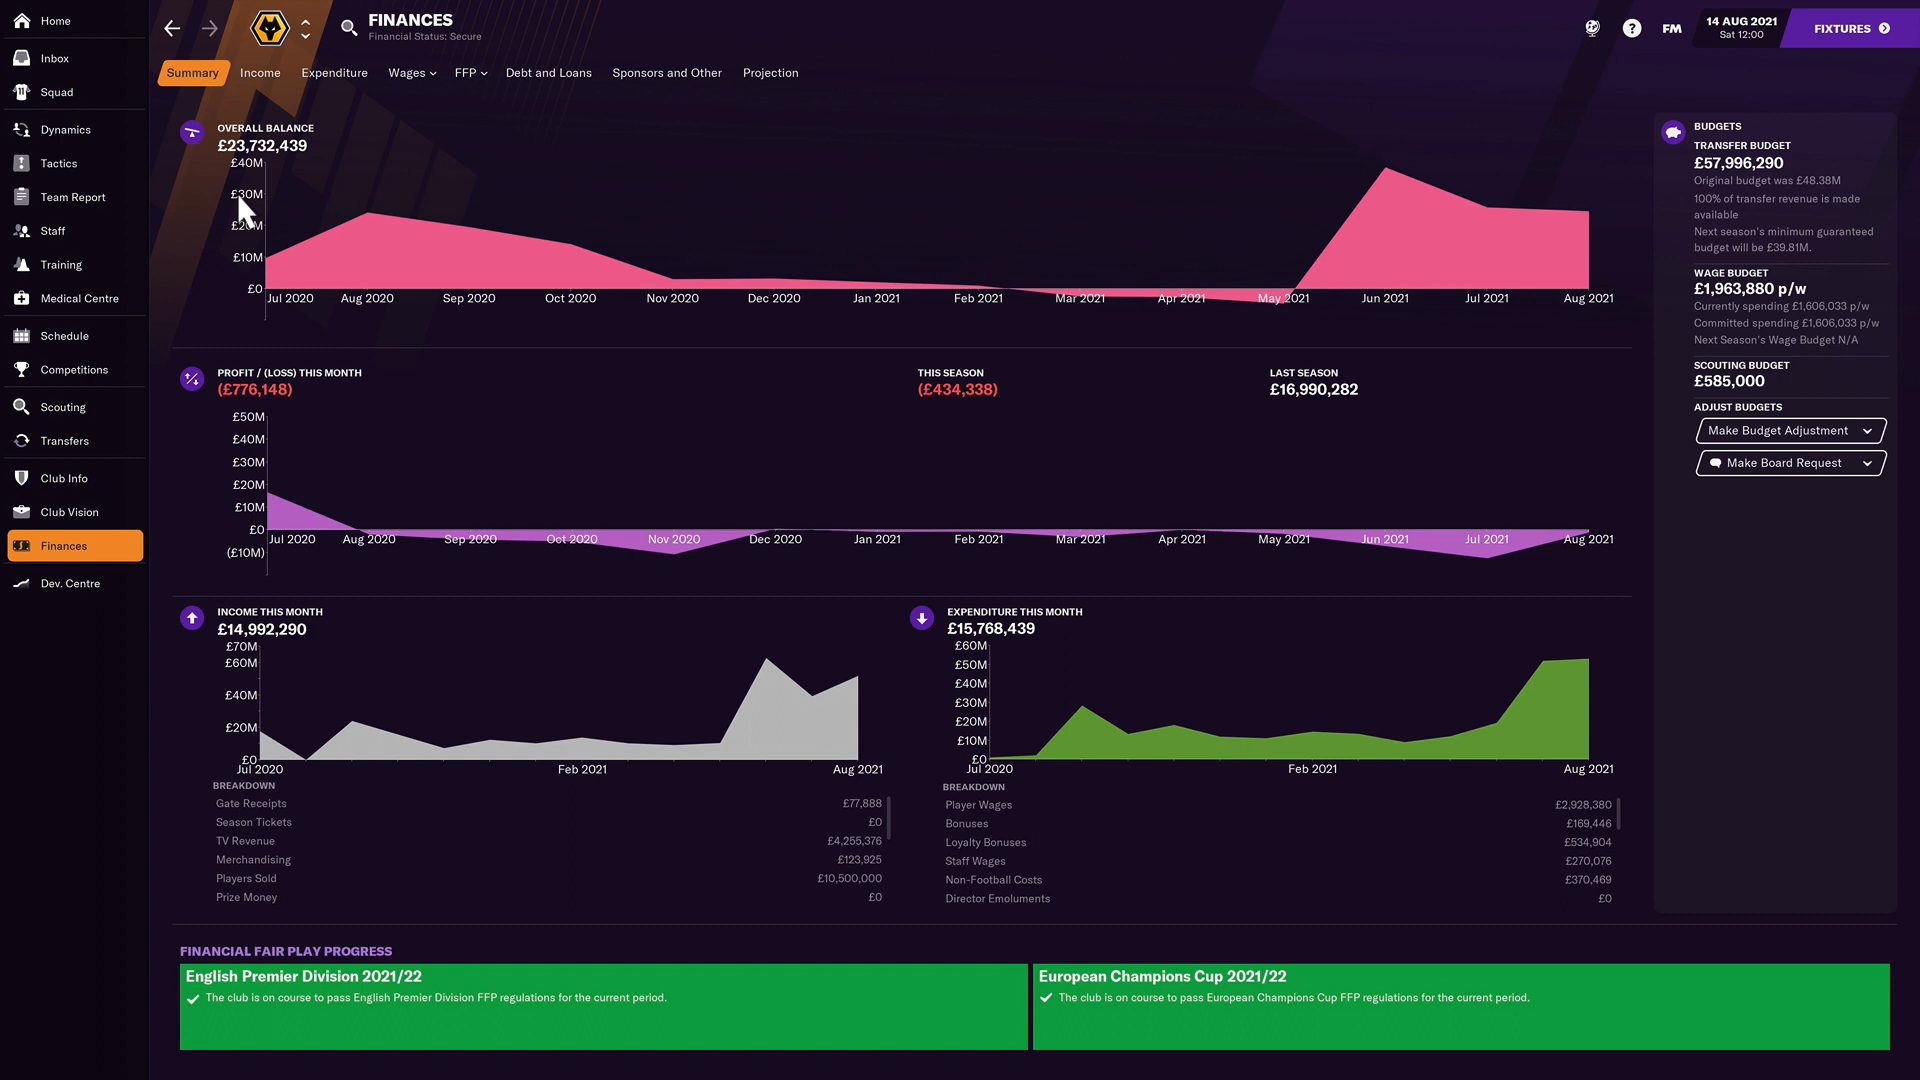 Home
Inbox
Squad
Dynamics
Tactics
Team Report
Staff
Training
Medical Centre
Schedule
Competitions
Scouting
Transfers
Club Info
Club Vision
Finances
Dev. Centre
FINANCES
Financial Status: Secure
FM
14 AUG 2021
Sat 12:00
FIXTURES
Summary
Income
Expenditure
Wages
FFP
Debt and Loans
Sponsors and Other
Projection
OVERALL BALANCE
£23,732,439
£40M
£30M
£20M
£10M
£0
Jul 2020 Aug 2020 Sep 2020 Oct 2020 Nov 2020 Dec 2020 Jan 2021 Feb 2021 Mar 2021 Apr 2021 May 2021 Jun 2021 Jul 2021 Aug 2021
PROFIT / (LOSS) THIS MONTH
(£776,148)
THIS SEASON
(£434,338)
LAST SEASON
£16,990,282
£50M
£40M
£30M
£20M
£10M
£0
(£10M)
Jul 2020 Aug 2020 Sep 2020 Oct 2020 Nov 2020 Dec 2020 Jan 2021 Feb 2021 Mar 2021 Apr 2021 May 2021 Jun 2021 Jul 2021 Aug 2021
INCOME THIS MONTH
£14,992,290
£70M
£60M
£40M
£20M
£0
Jul 2020 Feb 2021 Aug 2021
BREAKDOWN
Gate Receipts £77,888
Season Tickets £0
TV Revenue £4,255,376
Merchandising £123,925
Players Sold £10,500,000
Prize Money £0
EXPENDITURE THIS MONTH
£15,768,439
£60M
£50M
£40M
£30M
£20M
£10M
£0
Jul 2020 Feb 2021 Aug 2021
BREAKDOWN
Player Wages £2,928,380
Bonuses £169,446
Loyalty Bonuses £534,904
Staff Wages £270,076
Non-Football Costs £370,469
Director Emoluments £0
BUDGETS
TRANSFER BUDGET
£57,996,290
Original budget was £48.38M
100% of transfer revenue is made
available
Next season's minimum guaranteed
budget will be £39.81M.
WAGE BUDGET
£1,963,880 p/w
Currently spending £1,606,033 p/w
Committed spending £1,606,033 p/w
Next Season's Wage Budget N/A
SCOUTING BUDGET
£585,000
ADJUST BUDGETS
Make Budget Adjustment
Make Board Request
FINANCIAL FAIR PLAY PROGRESS
English Premier Division 2021/22
The club is on course to pass English Premier Division FFP regulations for the current period.
European Champions Cup 2021/22
The club is on course to pass European Champions Cup FFP regulations for the current period.